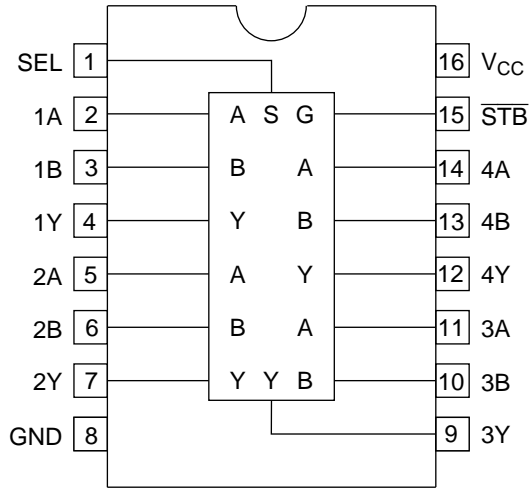 SEL 1 16 VCC
1A 2 A S G 15 STB
1B 3 B A 14 4A
1Y 4 Y B 13 4B
2A 5 A Y 12 4Y
2B 6 B A 11 3A
2Y 7 Y Y B 10 3B
GND 8 9 3Y